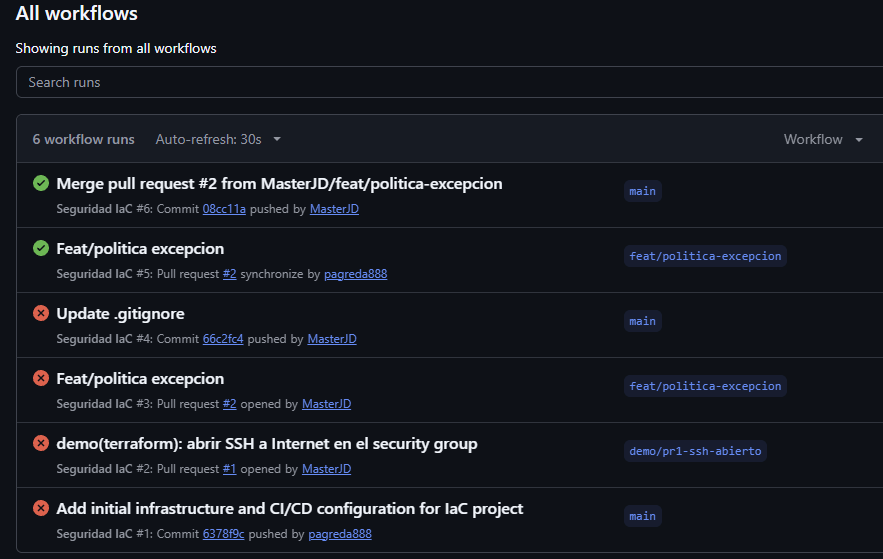 All workflows
Showing runs from all workflows
Search runs
6 workflow runs Auto-refresh: 30s Workflow
Merge pull request #2 from MasterJD/feat/politica-excepcion
main
Seguridad IaC #6: Commit 08cc11a pushed by MasterJD
Feat/politica excepcion
feat/politica-excepcion
Seguridad IaC #5: Pull request #2 synchronize by pagreda888
Update .gitignore
main
Seguridad IaC #4: Commit 66c2fc4 pushed by MasterJD
Feat/politica excepcion
feat/politica-excepcion
Seguridad IaC #3: Pull request #2 opened by MasterJD
demo(terraform): abrir SSH a Internet en el security group
demo/pr1-ssh-abierto
Seguridad IaC #2: Pull request #1 opened by MasterJD
Add initial infrastructure and CI/CD configuration for IaC project
main
Seguridad IaC #1: Commit 6378f9c pushed by pagreda888